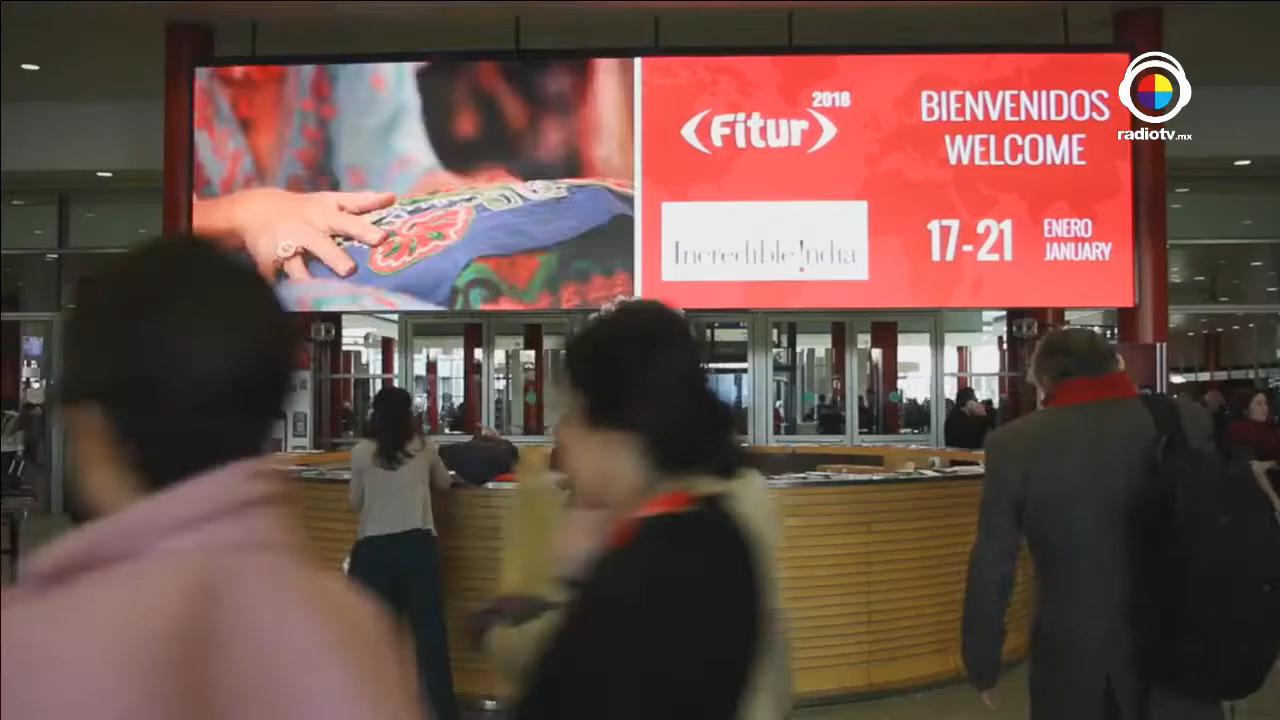 2018
Fitur
BIENVENIDOS
WELCOME
Incredible !ndia
17-21
ENERO
JANUARY
radiotv.mx